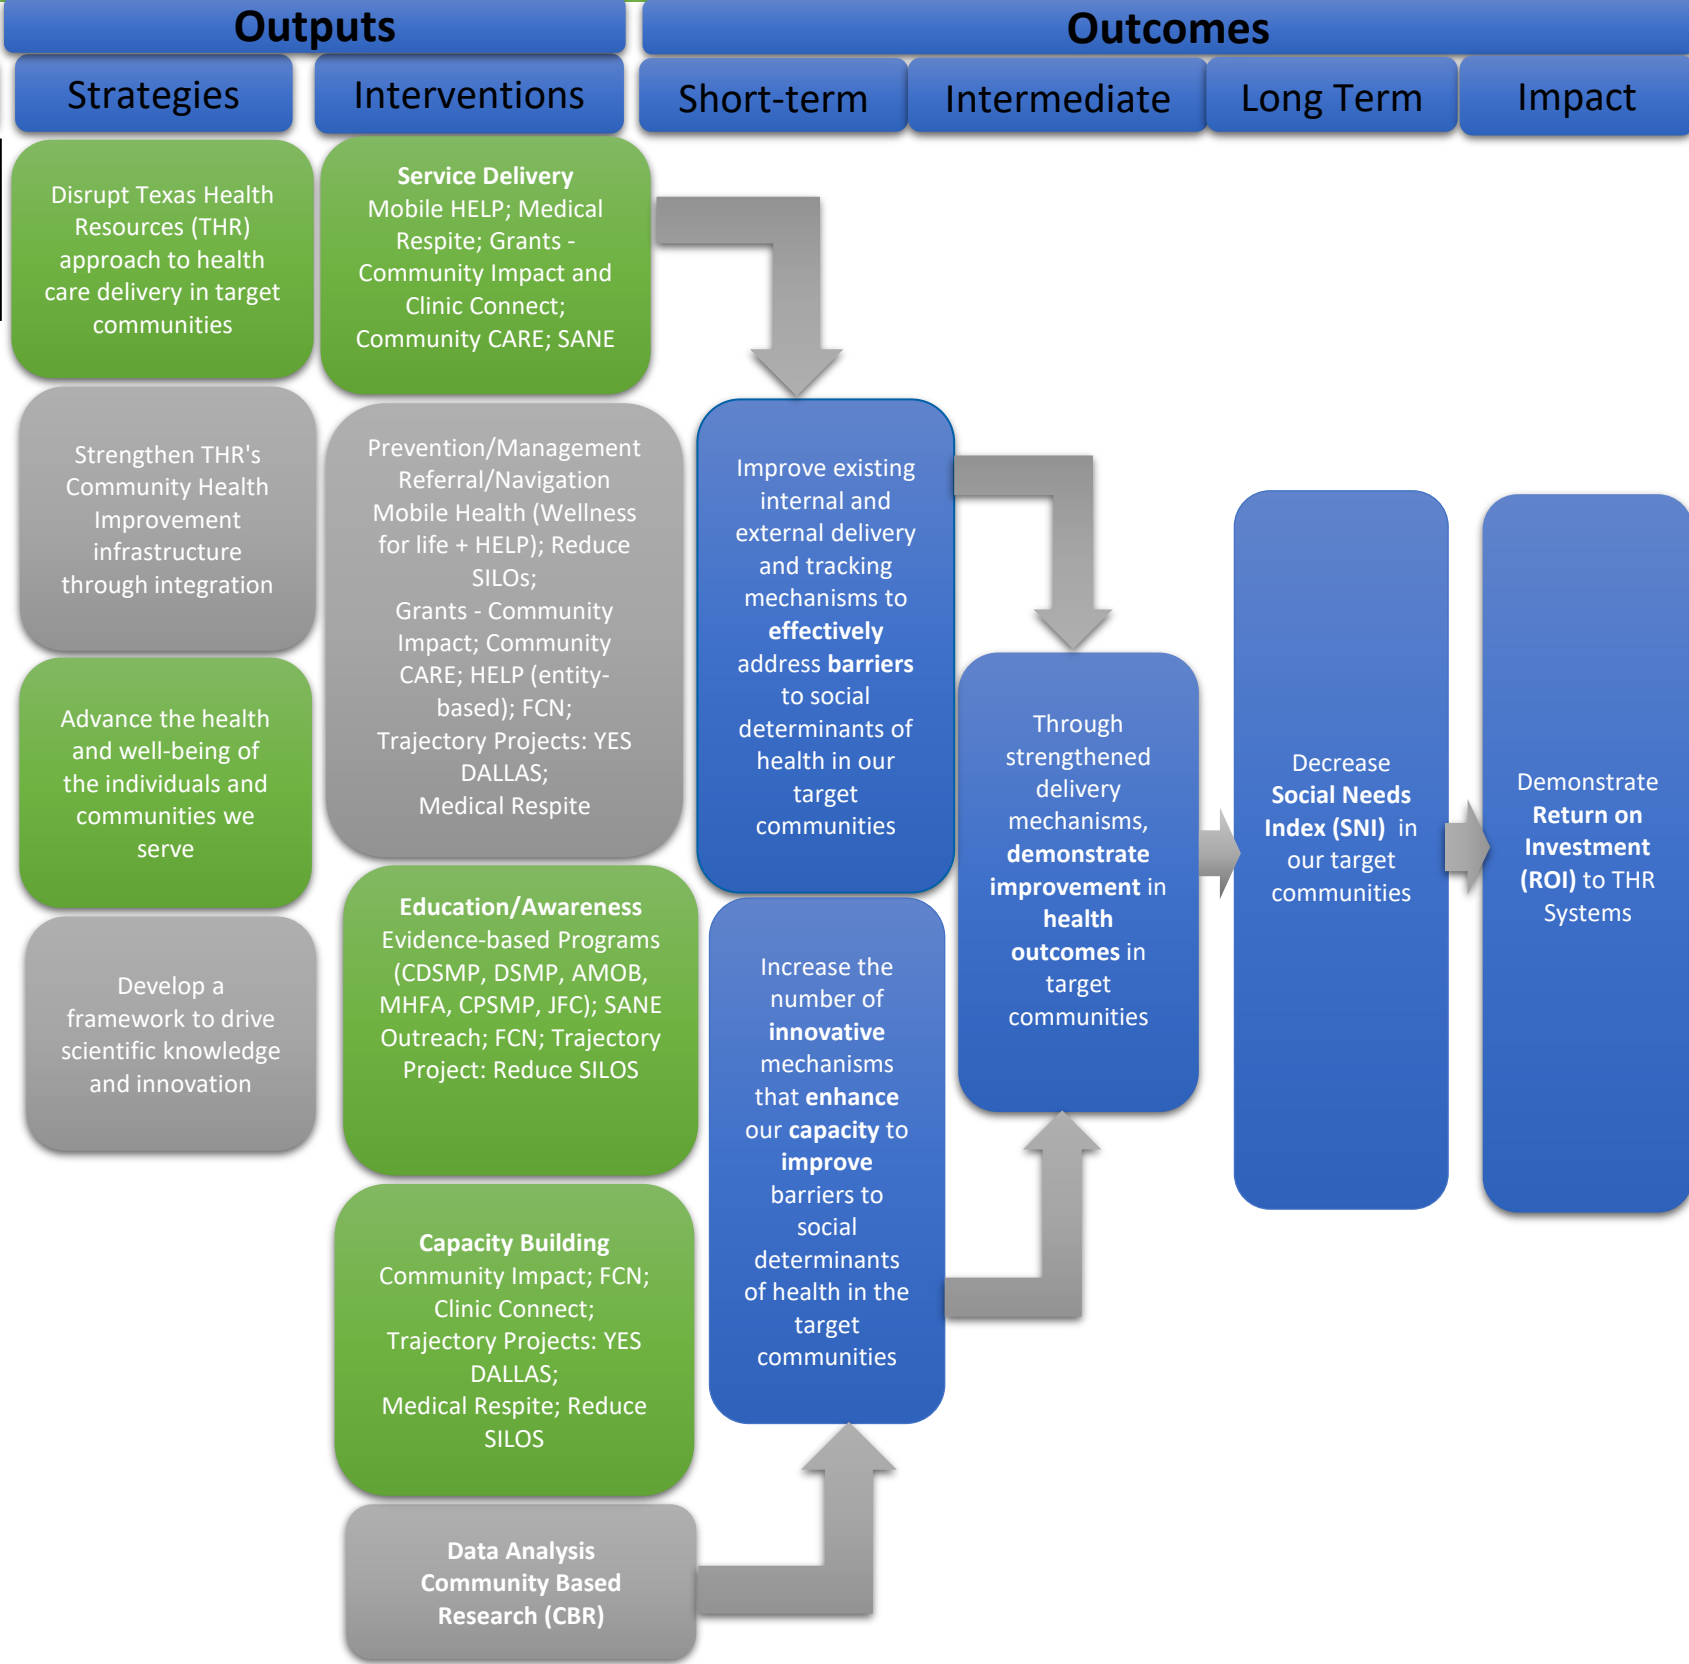 Outputs
Outcomes
Strategies
Interventions
Short-term
Intermediate
Long Term
Impact
Disrupt Texas Health
Resources (THR)
approach to health
care delivery in target
communities
Strengthen THR's
Community Health
Improvement
infrastructure
through integration
Advance the health
and well-being of
the individuals and
communities we
serve
Develop a
framework to drive
scientific knowledge
and innovation
Service Delivery
Mobile HELP; Medical
Respite; Grants -
Community Impact and
Clinic Connect;
Community CARE; SANE
Prevention/Management
Referral/Navigation
Mobile Health (Wellness
for life + HELP); Reduce
SILOs;
Grants - Community
Impact; Community
CARE; HELP (entity-
based); FCN;
Trajectory Projects: YES
DALLAS;
Medical Respite
Education/Awareness
Evidence-based Programs
(CDSMP, DSMP, AMOB,
MHFA, CPSMP, JFC); SANE
Outreach; FCN; Trajectory
Project: Reduce SILOS
Capacity Building
Community Impact; FCN;
Clinic Connect;
Trajectory Projects: YES
DALLAS;
Medical Respite; Reduce
SILOS
Data Analysis
Community Based
Research (CBR)
Improve existing
internal and
external delivery
and tracking
mechanisms to
effectively
address barriers
to social
determinants of
health in our
target
communities
Increase the
number of
innovative
mechanisms
that enhance
our capacity to
improve
barriers to
social
determinants
of health in the
target
communities
Through
strengthened
delivery
mechanisms,
demonstrate
improvement in
health
outcomes in
target
communities
Decrease
Social Needs
Index (SNI) in
our target
communities
Demonstrate
Return on
Investment
(ROI) to THR
Systems